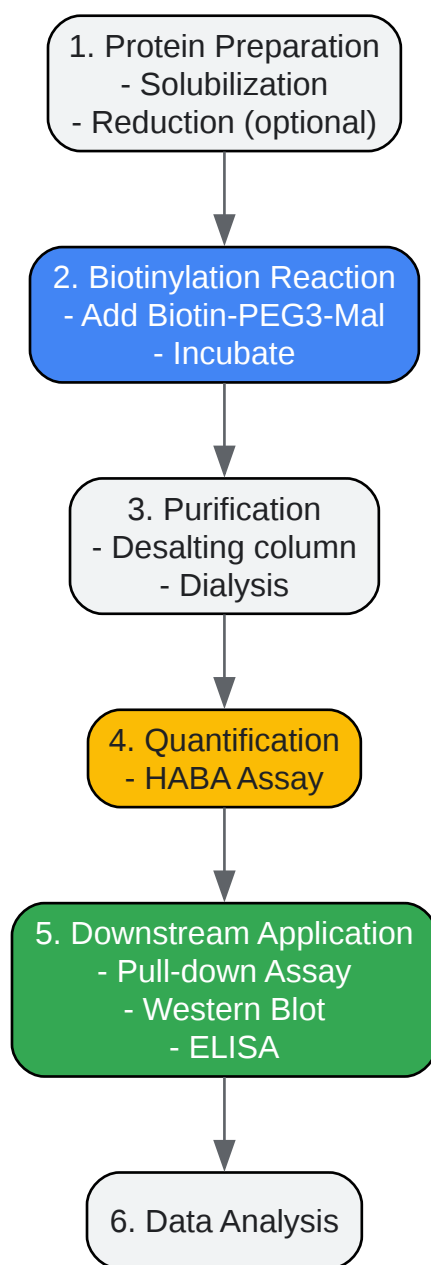 1. Protein Preparation
- Solubilization
- Reduction (optional)
2. Biotinylation Reaction
- Add Biotin-PEG3-Mal
- Incubate
3. Purification
- Desalting column
- Dialysis
4. Quantification
- HABA Assay
5. Downstream Application
- Pull-down Assay
- Western Blot
- ELISA
6. Data Analysis